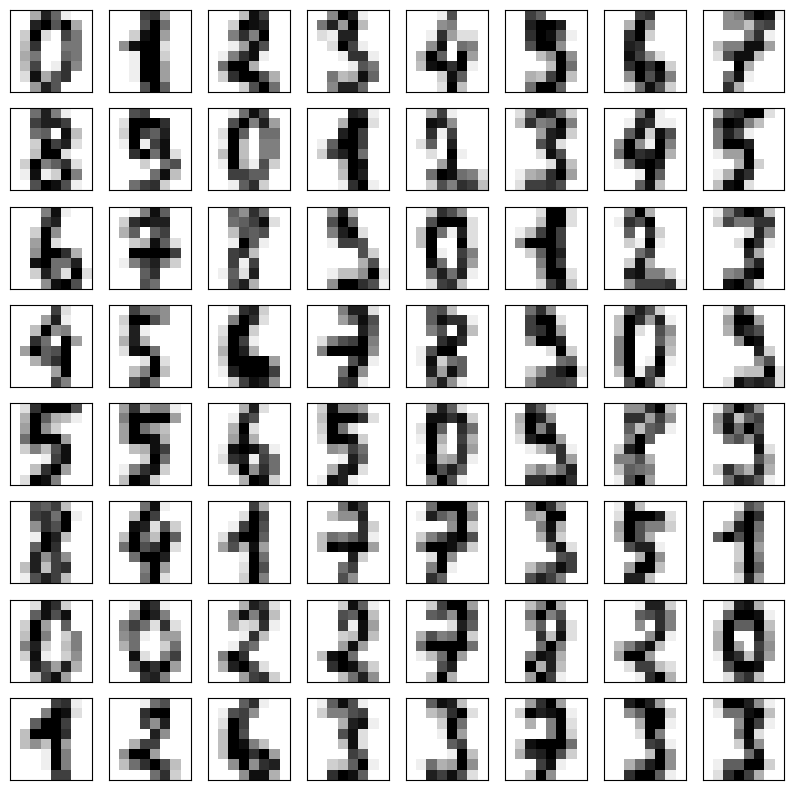 0 1 2 3 4 5 6 7
8 9 0 1 2 3 4 5
6 7 8 9 0 1 2 3
4 5 6 7 8 9 0 9
5 5 6 5 0 9 8 9
8 4 1 7 7 3 5 1
0 0 2 2 7 8 2 0
1 2 6 3 3 7 3 3